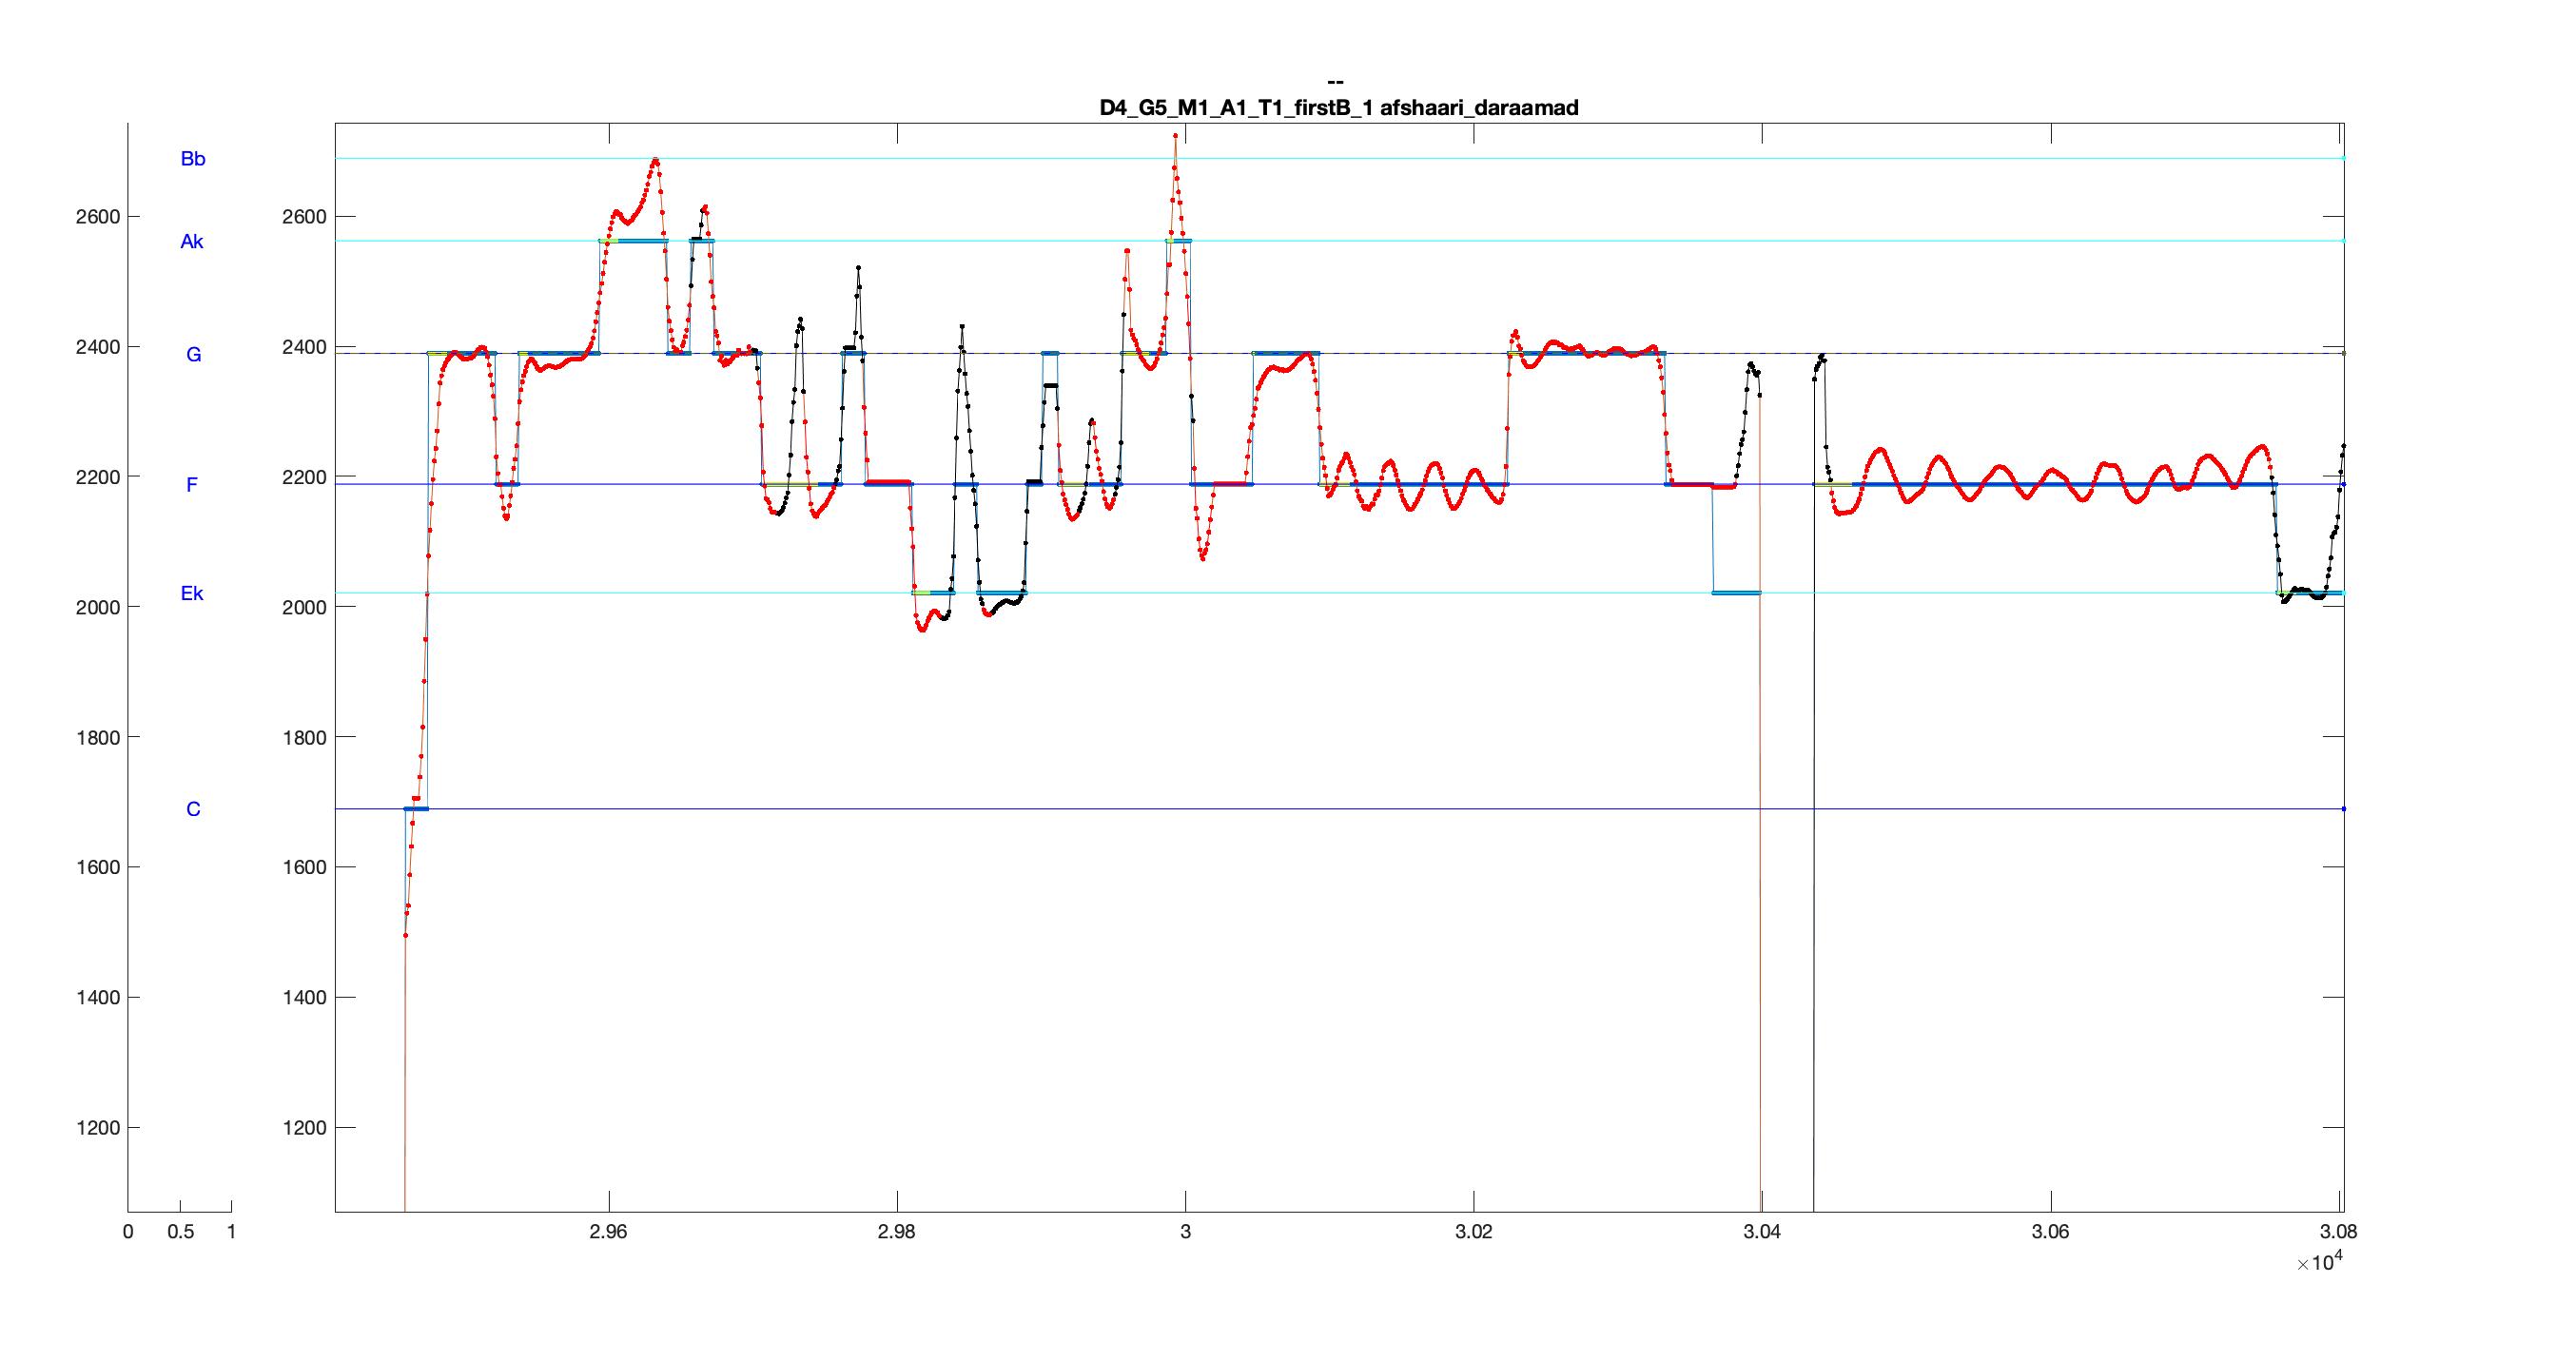 --
D4_G5_M1_A1_T1_firstB_1 afshaari_daraamad
Bb
2600 2600
Ak
2400 G 2400
2200 F 2200
Ek
2000 2000
1800 1800
C
1600 1600
1400 1400
1200 1200
0 0.5 1 2.96 2.98 3 3.02 3.04 3.06 3.08
×10^4